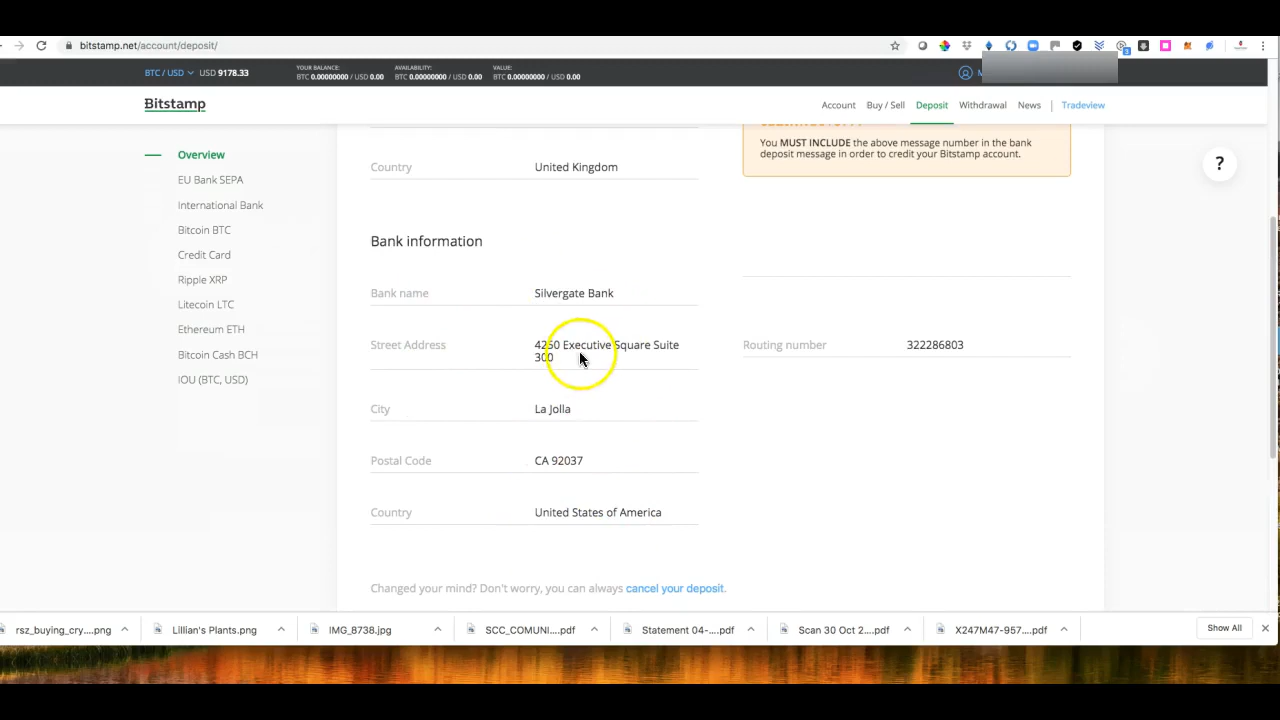 bitstamp.net/account/deposit/
BTC / USD USD 9178.33
YOUR BALANCE:
BTC 0.00000000 / USD 0.00
AVAILABILITY:
BTC 0.00000000 / USD 0.00
VALUE:
BTC 0.00000000 / USD 0.00
Bitstamp
Account Buy / Sell Deposit Withdrawal News Tradeview
Overview
EU Bank SEPA
International Bank
Bitcoin BTC
Credit Card
Ripple XRP
Litecoin LTC
Ethereum ETH
Bitcoin Cash BCH
IOU (BTC, USD)
You MUST INCLUDE the above message number in the bank
deposit message in order to credit your Bitstamp account.
?
Country United Kingdom
Bank information
Bank name Silvergate Bank
Street Address 4250 Executive Square Suite
300
Routing number 322286803
City La Jolla
Postal Code CA 92037
Country United States of America
Changed your mind? Don't worry, you can always cancel your deposit.
rsz_buying_cry....png Lillian's Plants.png IMG_8738.jpg SCC_COMUNI....pdf Statement 04-....pdf Scan 30 Oct 2....pdf X247M47-957....pdf Show All